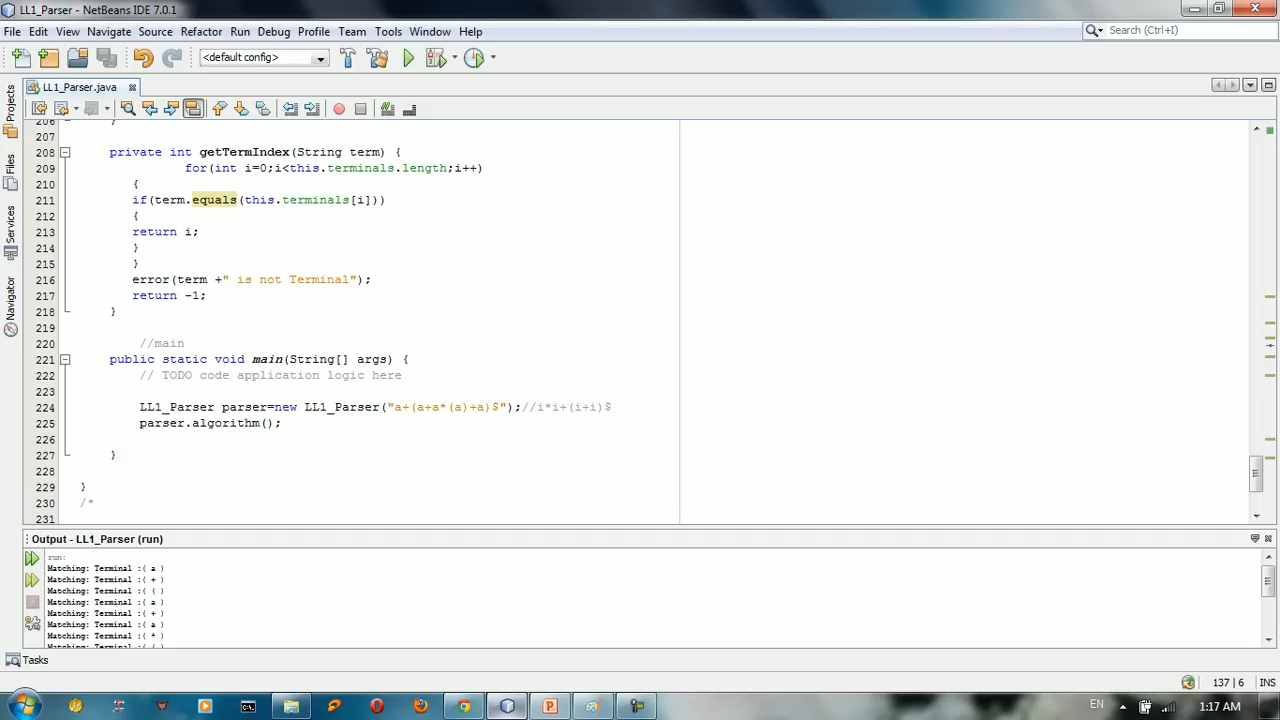 LL1_Parser - NetBeans IDE 7.0.1
File Edit View Navigate Source Refactor Run Debug Profile Team Tools Window Help
Search (Ctrl+I)
<default config>
LL1_Parser.java
Projects
Files
Services
Navigator
206 }
207
208 private int getTermIndex(String term) {
209 for(int i=0;i<this.terminals.length;i++)
210 {
211 if(term.equals(this.terminals[i]))
212 {
213 return i;
214 }
215 }
216 error(term +" is not Terminal");
217 return -1;
218 }
219
220 //main
221 public static void main(String[] args) {
222 // TODO code application logic here
223
224 LL1_Parser parser=new LL1_Parser("a+(a+a*(a)+a)$");//i*i+(i+i)$
225 parser.algorithm();
226
227 }
228
229 }
230 /*
231
Output - LL1_Parser (run)
run:
Matching: Terminal :( a )
Matching: Terminal :( + )
Matching: Terminal :( ( )
Matching: Terminal :( a )
Matching: Terminal :( + )
Matching: Terminal :( a )
Matching: Terminal :( * )
Matching: Terminal :( ( )
Tasks
137 | 6 INS
EN
1:17 AM